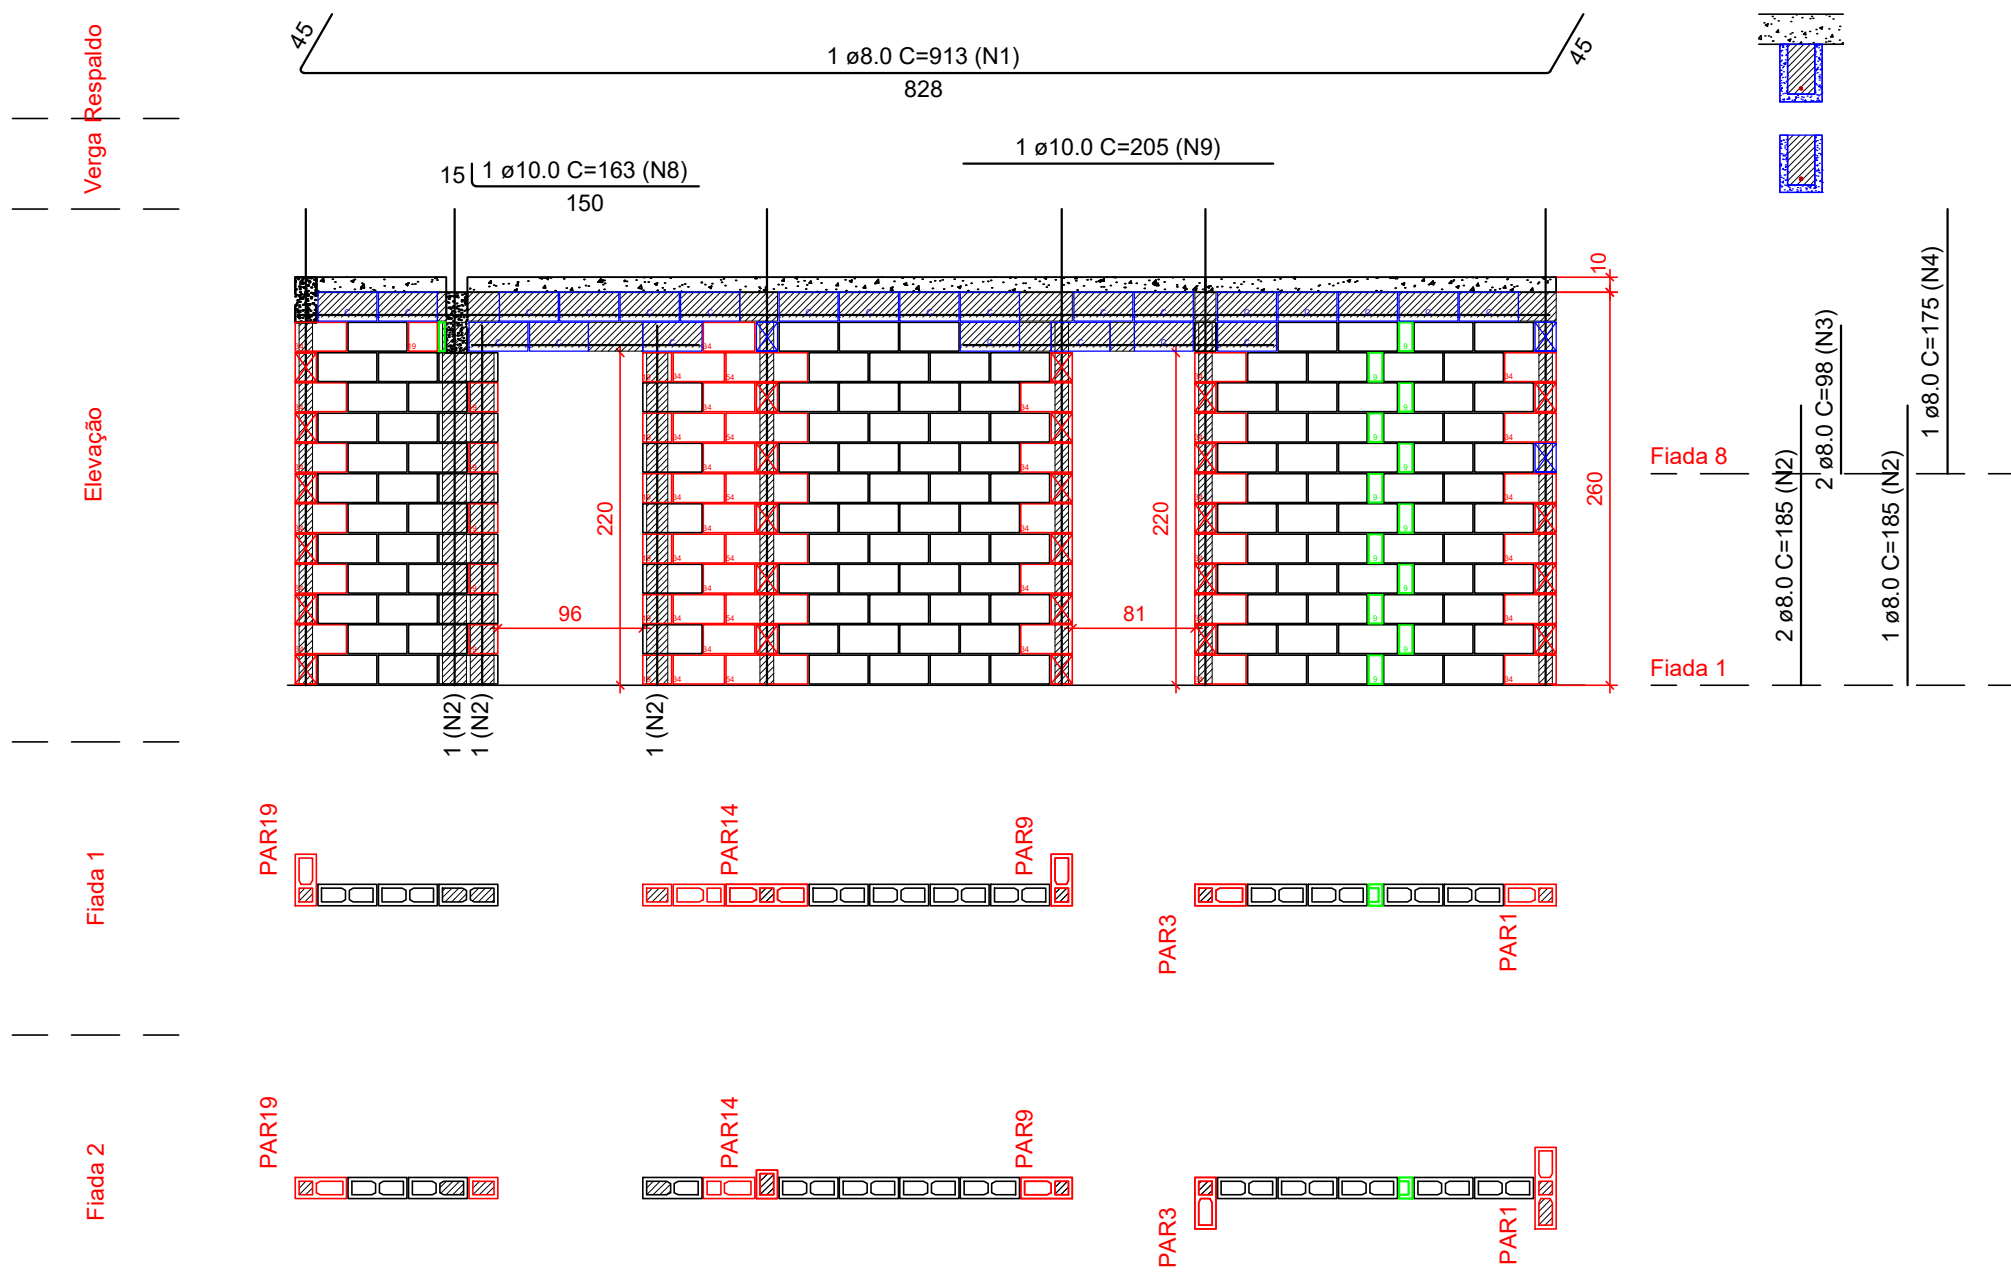 Respaldo
45
1 ø8.0 C=913 (N1)
828
45
Verga
15
1 ø10.0 C=163 (N8)
150
1 ø10.0 C=205 (N9)
Elevação
10
260
220
220
96
81
1 (N2)
1 (N2)
1 (N2)
Fiada 8
Fiada 1
2 ø8.0 C=185 (N2)
2 ø8.0 C=98 (N3)
1 ø8.0 C=185 (N2)
1 ø8.0 C=175 (N4)
Fiada 1
PAR19
PAR14
PAR9
PAR3
PAR1
Fiada 2
PAR19
PAR14
PAR9
PAR3
PAR1